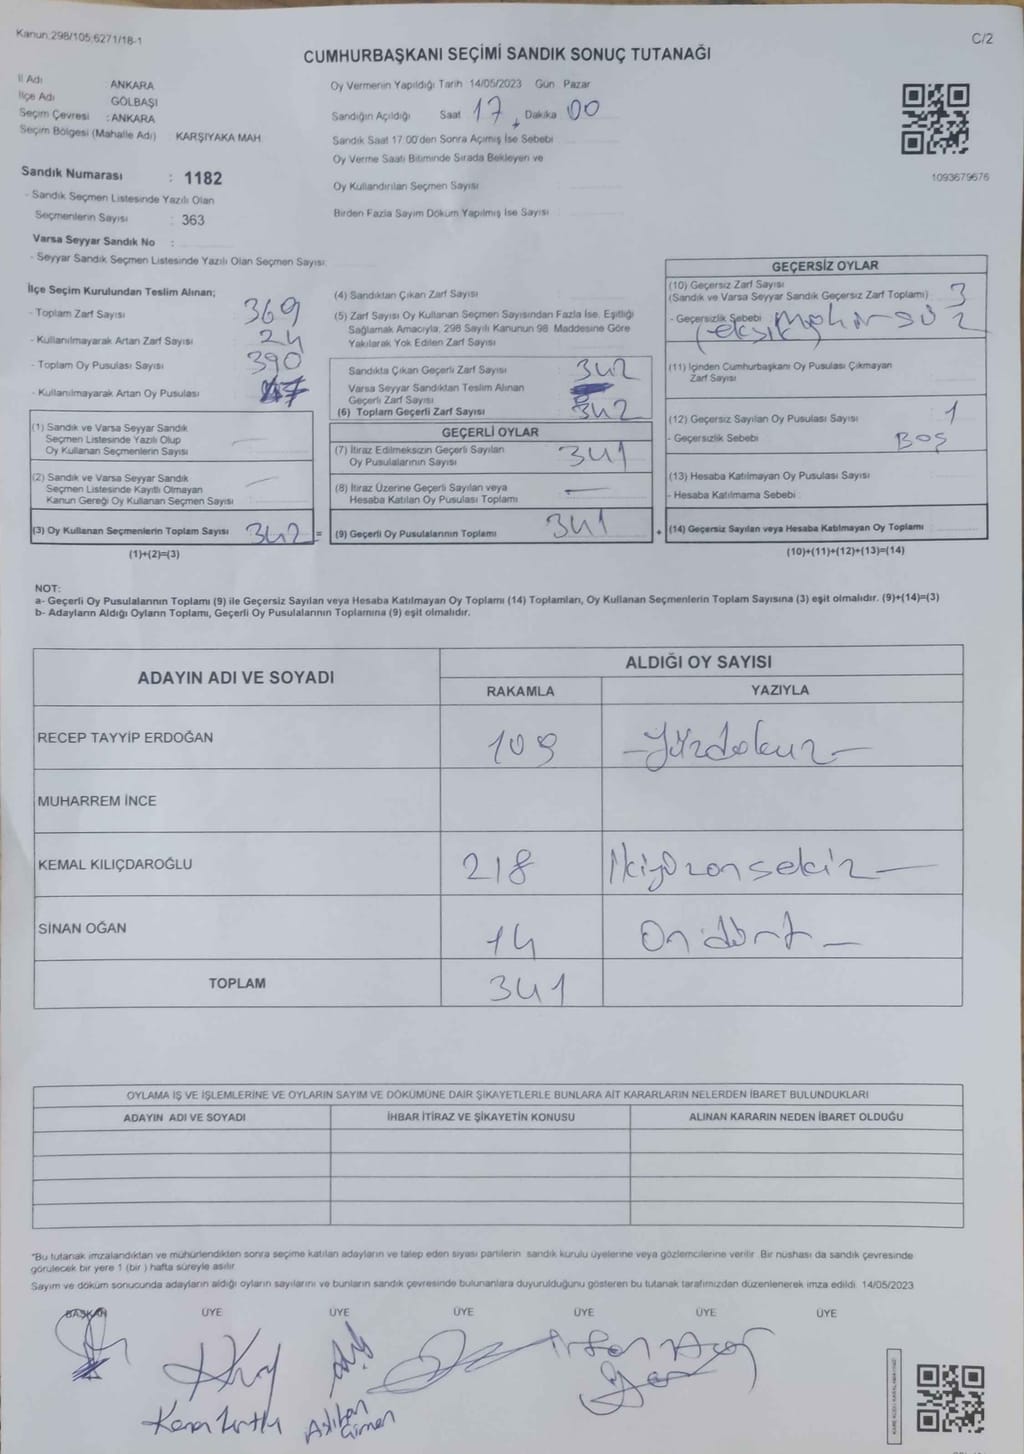 Kanun:298/105,6271/18-1
C/2
CUMHURBAŞKANI SEÇİMİ SANDIK SONUÇ TUTANAĞI
İl Adı ANKARA
İlçe Adı GÖLBAŞI
Seçim Çevresi : ANKARA
Seçim Bölgesi (Mahalle Adı) KARŞIYAKA MAH
Oy Vermenin Yapıldığı Tarih 14/05/2023 Gün Pazar
Sandığın Açıldığı Saat 17 Dakika 00
Sandık Saat 17:00'den Sonra Açımış İse Sebebi
Oy Verme Saati Bitiminde Sırada Bekleyen ve
Oy Kullandırılan Seçmen Sayısı
Birden Fazla Sayım Döküm Yapılmış İse Sayısı
1093679676
Sandık Numarası : 1182
- Sandık Seçmen Listesinde Yazılı Olan
Seçmenlerin Sayısı : 363
Varsa Seyyar Sandık No :
- Seyyar Sandık Seçmen Listesinde Yazılı Olan Seçmen Sayısı:
İlçe Seçim Kurulundan Teslim Alınan;
- Toplam Zarf Sayısı 369
- Kullanılmayarak Artan Zarf Sayısı 24
- Toplam Oy Pusulası Sayısı 390
- Kullanılmayarak Artan Oy Pusulası
(1) Sandık ve Varsa Seyyar Sandık
Seçmen Listesinde Yazılı Olup
Oy Kullanan Seçmenlerin Sayısı
(2) Sandık ve Varsa Seyyar Sandık
Seçmen Listesinde Kayıtlı Olmayan
Kanun Gereği Oy Kullanan Seçmen Sayısı
(3) Oy Kullanan Seçmenlerin Toplam Sayısı 342 =
(1)+(2)=(3)
(4) Sandıktan Çıkan Zarf Sayısı
(5) Zarf Sayısı Oy Kullanan Seçmen Sayısından Fazla İse, Eşitliği
Sağlamak Amacıyla, 298 Sayılı Kanunun 98. Maddesine Göre
Yakılarak Yok Edilen Zarf Sayısı
Sandıkta Çıkan Geçerli Zarf Sayısı 342
Varsa Seyyar Sandıktan Teslim Alınan
Geçerli Zarf Sayısı
(6) Toplam Geçerli Zarf Sayısı 342
GEÇERLİ OYLAR
(7) İtiraz Edilmeksizin Geçerli Sayılan
Oy Pusulalarının Sayısı 341
(8) İtiraz Üzerine Geçerli Sayılan veya
Hesaba Katılan Oy Pusulası Toplamı —
(9) Geçerli Oy Pusulalarının Toplamı 341 +
GEÇERSİZ OYLAR
(10) Geçersiz Zarf Sayısı
(Sandık ve Varsa Seyyar Sandık Geçersiz Zarf Toplamı) 3
- Geçersizlik Sebebi
(11) İçinden Cumhurbaşkanı Oy Pusulası Çıkmayan
Zarf Sayısı
(12) Geçersiz Sayılan Oy Pusulası Sayısı 1
- Geçersizlik Sebebi BOŞ
(13) Hesaba Katılmayan Oy Pusulası Sayısı
- Hesaba Katılmama Sebebi
(14) Geçersiz Sayılan veya Hesaba Katılmayan Oy Toplamı
(10)+(11)+(12)+(13)=(14)
NOT:
a- Geçerli Oy Pusulalarının Toplamı (9) ile Geçersiz Sayılan veya Hesaba Katılmayan Oy Toplamı (14) Toplamları, Oy Kullanan Seçmenlerin Toplam Sayısına (3) eşit olmalıdır. (9)+(14)=(3)
b- Adayların Aldığı Oyların Toplamı, Geçerli Oy Pusulalarının Toplamına (9) eşit olmalıdır.
ADAYIN ADI VE SOYADI
ALDIĞI OY SAYISI
RAKAMLA YAZIYLA
RECEP TAYYİP ERDOĞAN 109 —Yüzdokuz—
MUHARREM İNCE
KEMAL KILIÇDAROĞLU 218 İkiyüzonsekiz—
SİNAN OĞAN 14 On dört—
TOPLAM 341
OYLAMA İŞ VE İŞLEMLERİNE VE OYLARIN SAYIM VE DÖKÜMÜNE DAİR ŞİKAYETLERLE BUNLARA AİT KARARLARIN NELERDEN İBARET BULUNDUKLARI
ADAYIN ADI VE SOYADI İHBAR İTİRAZ VE ŞİKAYETİN KONUSU ALINAN KARARIN NEDEN İBARET OLDUĞU
"Bu tutanak imzalandıktan ve mühürlendikten sonra seçime katılan adayların ve talep eden siyasi partilerin sandık kurulu üyelerine veya gözlemcilerine verilir. Bir nüshası da sandık çevresinde
görülecek bir yere 1 (bir ) hafta süreyle asılır.
Sayım ve döküm sonucunda adayların aldığı oyların sayılarını ve bunların sandık çevresinde bulunanlara duyurulduğunu gösteren bu tutanak tarafımızdan düzenlenerek imza edildi. 14/05/2023
BAŞKAN ÜYE ÜYE ÜYE ÜYE ÜYE ÜYE